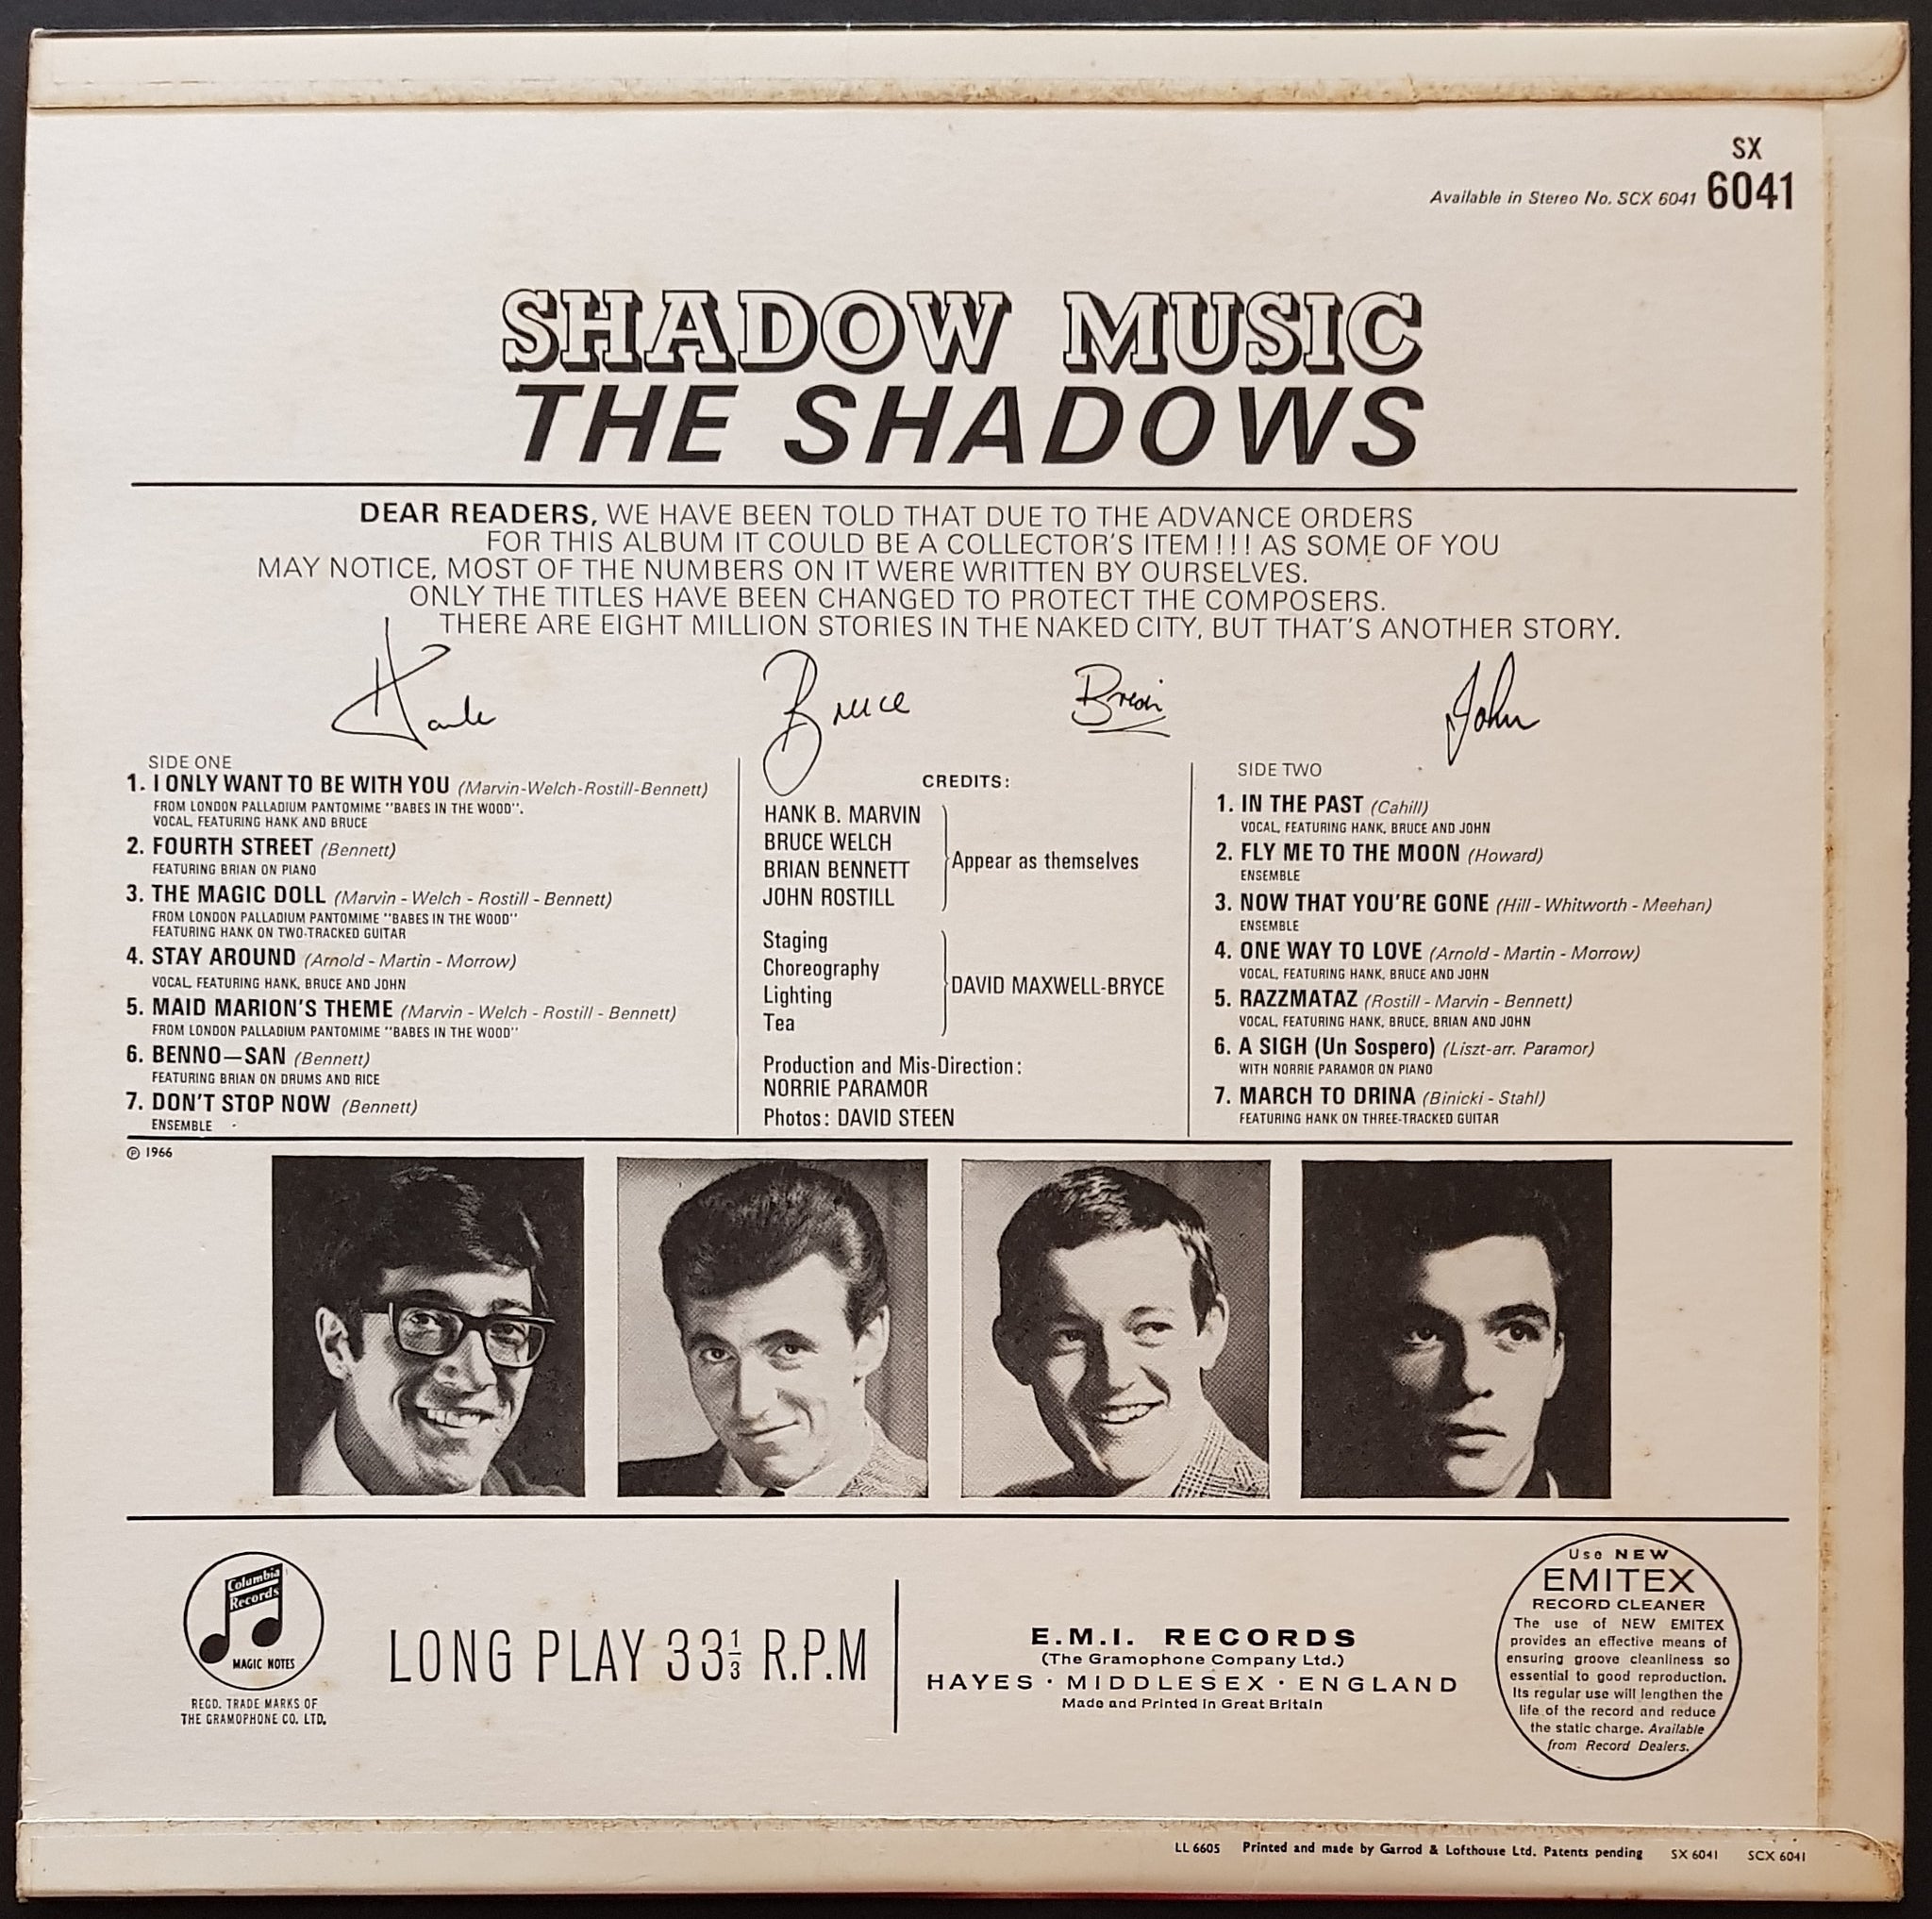 SX
Available in Stereo No. SCX 6041 6041
SHADOW MUSIC
THE SHADOWS
DEAR READERS, WE HAVE BEEN TOLD THAT DUE TO THE ADVANCE ORDERS
FOR THIS ALBUM IT COULD BE A COLLECTOR'S ITEM!!! AS SOME OF YOU
MAY NOTICE, MOST OF THE NUMBERS ON IT WERE WRITTEN BY OURSELVES.
ONLY THE TITLES HAVE BEEN CHANGED TO PROTECT THE COMPOSERS.
THERE ARE EIGHT MILLION STORIES IN THE NAKED CITY, BUT THAT'S ANOTHER STORY.
Hank Bruce Brian John
SIDE ONE
1. I ONLY WANT TO BE WITH YOU (Marvin-Welch-Rostill-Bennett)
FROM LONDON PALLADIUM PANTOMIME "BABES IN THE WOOD".
VOCAL, FEATURING HANK AND BRUCE
2. FOURTH STREET (Bennett)
FEATURING BRIAN ON PIANO
3. THE MAGIC DOLL (Marvin - Welch - Rostill - Bennett)
FROM LONDON PALLADIUM PANTOMIME "BABES IN THE WOOD"
FEATURING HANK ON TWO-TRACKED GUITAR
4. STAY AROUND (Arnold - Martin - Morrow)
VOCAL, FEATURING HANK, BRUCE AND JOHN
5. MAID MARION'S THEME (Marvin - Welch - Rostill - Bennett)
FROM LONDON PALLADIUM PANTOMIME "BABES IN THE WOOD"
6. BENNO—SAN (Bennett)
FEATURING BRIAN ON DRUMS AND RICE
7. DON'T STOP NOW (Bennett)
ENSEMBLE
CREDITS:
HANK B. MARVIN
BRUCE WELCH
BRIAN BENNETT
JOHN ROSTILL
Appear as themselves
Staging
Choreography
Lighting
Tea
DAVID MAXWELL-BRYCE
Production and Mis-Direction:
NORRIE PARAMOR
Photos: DAVID STEEN
SIDE TWO
1. IN THE PAST (Cahill)
VOCAL, FEATURING HANK, BRUCE AND JOHN
2. FLY ME TO THE MOON (Howard)
ENSEMBLE
3. NOW THAT YOU'RE GONE (Hill - Whitworth - Meehan)
ENSEMBLE
4. ONE WAY TO LOVE (Arnold - Martin - Morrow)
VOCAL, FEATURING HANK, BRUCE AND JOHN
5. RAZZMATAZ (Rostill - Marvin - Bennett)
VOCAL, FEATURING HANK, BRUCE, BRIAN AND JOHN
6. A SIGH (Un Sospero) (Liszt-arr. Paramor)
WITH NORRIE PARAMOR ON PIANO
7. MARCH TO DRINA (Binicki - Stahl)
FEATURING HANK ON THREE-TRACKED GUITAR
℗ 1966
Columbia
Records
MAGIC NOTES
REGD. TRADE MARKS OF
THE GRAMOPHONE CO. LTD.
LONG PLAY 33⅓ R.P.M
E.M.I. RECORDS
(The Gramophone Company Ltd.)
HAYES · MIDDLESEX · ENGLAND
Made and Printed in Great Britain
Use NEW
EMITEX
RECORD CLEANER
The use of NEW EMITEX
provides an effective means of
ensuring groove cleanliness so
essential to good reproduction.
Its regular use will lengthen the
life of the record and reduce
the static charge. Available
from Record Dealers.
LL 6605 Printed and made by Garrod & Lofthouse Ltd. Patents pending SX 6041 SCX 6041